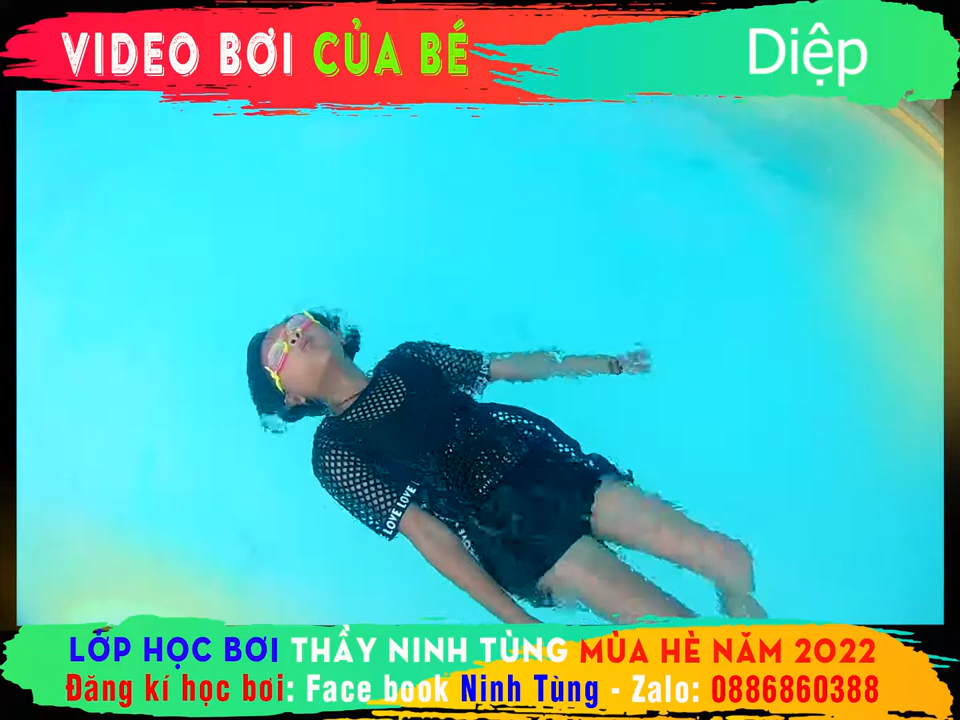 VIDEO BƠI CỦA BÉ
Diệp
LOVE LOVE
LỚP HỌC BƠI THẦY NINH TÙNG MÙA HÈ NĂM 2022
Đăng kí học bơi: Face book Ninh Tùng - Zalo: 0886860388